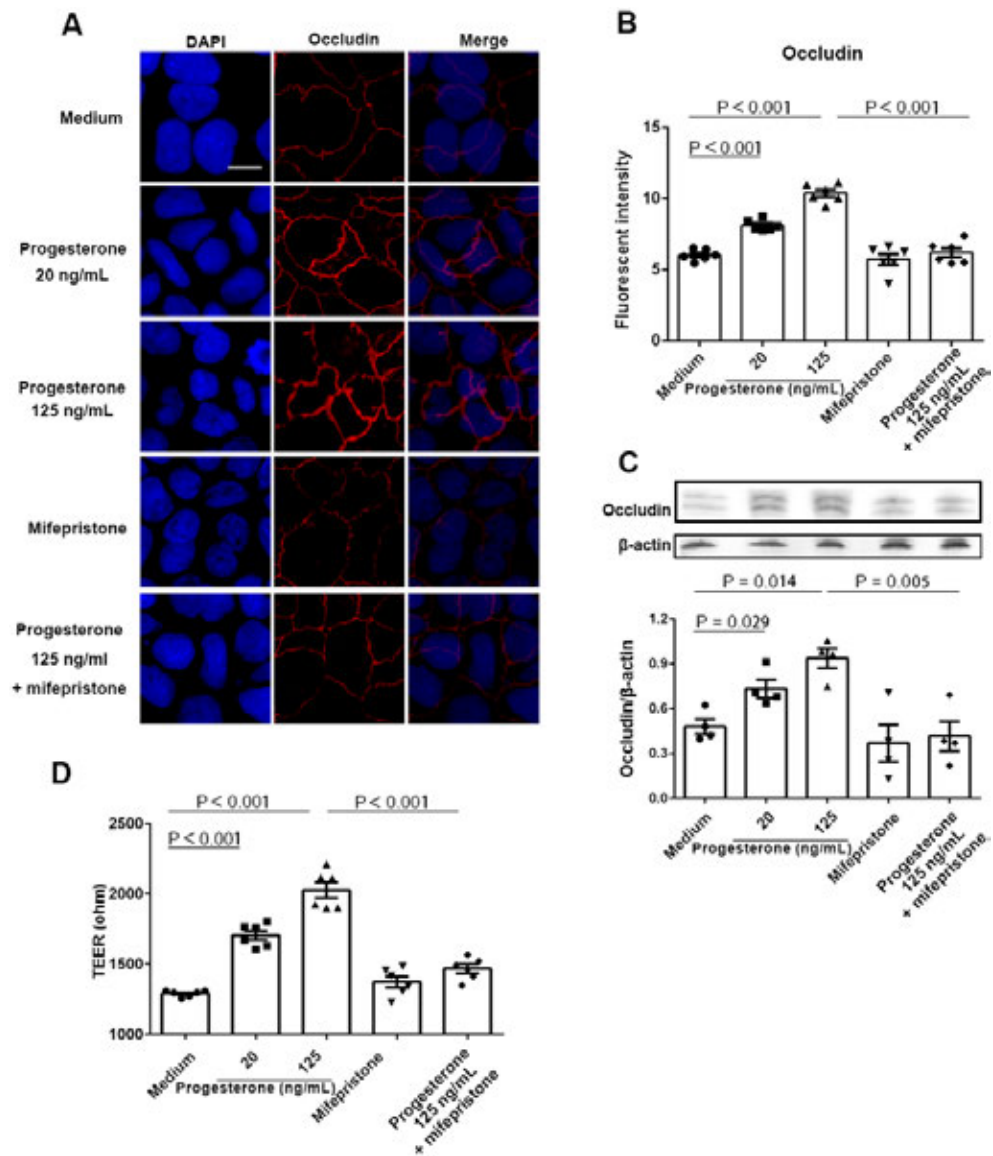 A
DAPI Occludin Merge
Medium
Progesterone
20 ng/mL
Progesterone
125 ng/mL
Mifepristone
Progesterone
125 ng/ml
+ mifepristone
B
Occludin
P < 0.001 P < 0.001
P < 0.001
Fluorescent intensity
15
10
5
0
Medium
20
125
Progesterone (ng/mL)
Mifepristone
Progesterone
125 ng/mL
+ mifepristone
C
Occludin
β-actin
P = 0.014 P = 0.005
P = 0.029
Occludin/β-actin
1.2
0.9
0.6
0.3
0.0
Medium
20
125
Progesterone (ng/mL)
Mifepristone
Progesterone
125 ng/mL
+ mifepristone
D
P < 0.001 P < 0.001
P < 0.001
TEER (ohm)
2500
2000
1500
1000
Medium
20
125
Progesterone (ng/mL)
Mifepristone
Progesterone
125 ng/mL
+ mifepristone